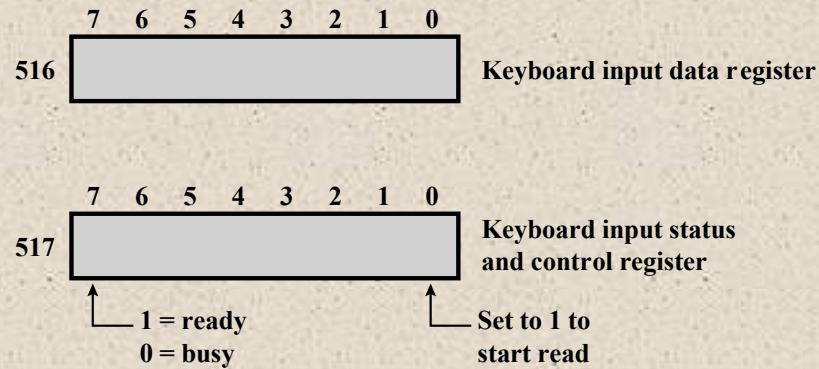 7 6 5 4 3 2 1 0
516
Keyboard input data register
7 6 5 4 3 2 1 0
517
Keyboard input status
and control register
1 = ready
0 = busy
Set to 1 to
start read